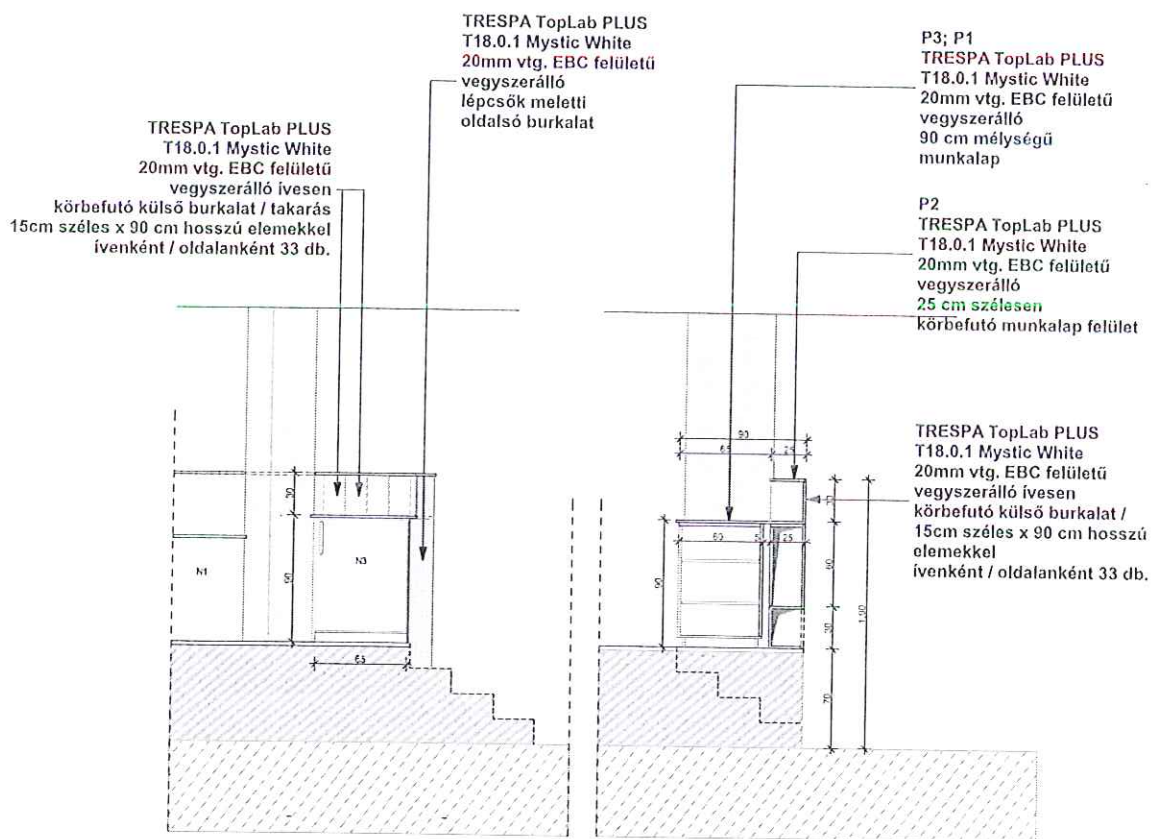 TRESPA TopLab PLUS
T18.0.1 Mystic White
20mm vtg. EBC felületű
vegyszerálló
lépcsők meletti
oldalsó burkalat
P3; P1
TRESPA TopLab PLUS
T18.0.1 Mystic White
20mm vtg. EBC felületű
vegyszerálló
90 cm mélységű
munkalap
TRESPA TopLab PLUS
T18.0.1 Mystic White
20mm vtg. EBC felületű
vegyszerálló ívesen
körbefutó külső burkalat / takarás
15cm széles x 90 cm hosszú elemekkel
ívenként / oldalanként 33 db.
P2
TRESPA TopLab PLUS
T18.0.1 Mystic White
20mm vtg. EBC felületű
vegyszerálló
25 cm szélesen
körbefutó munkalap felület
TRESPA TopLab PLUS
T18.0.1 Mystic White
20mm vtg. EBC felületű
vegyszerálló ívesen
körbefutó külső burkalat /
15cm széles x 90 cm hosszú
elemekkel
ívenként / oldalanként 33 db.
90
65 25
30
N1
N3
90
65
60 5 25
90
60
30
70
190